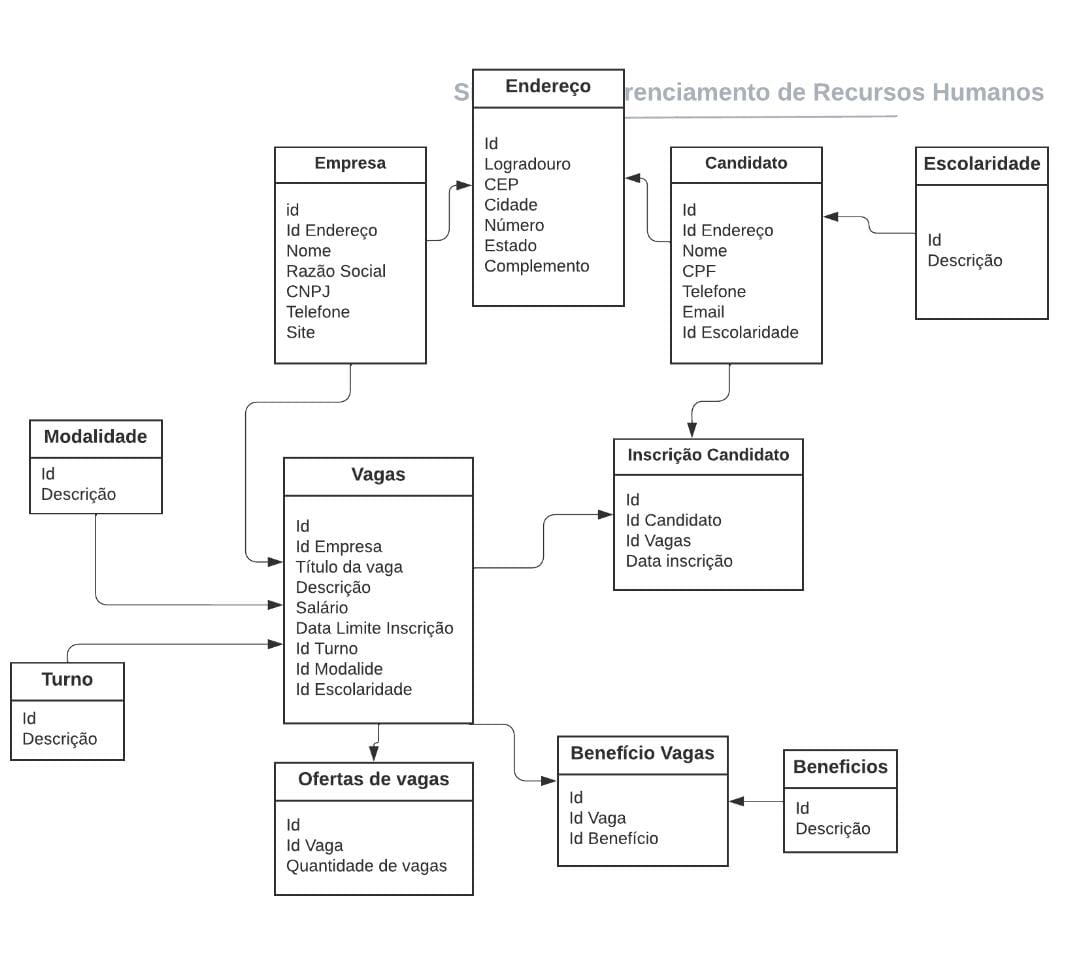 S
renciamento de Recursos Humanos
Endereço
Id
Logradouro
CEP
Cidade
Número
Estado
Complemento
Empresa
id
Id Endereço
Nome
Razão Social
CNPJ
Telefone
Site
Candidato
Id
Id Endereço
Nome
CPF
Telefone
Email
Id Escolaridade
Escolaridade
Id
Descrição
Modalidade
Id
Descrição
Vagas
Id
Id Empresa
Título da vaga
Descrição
Salário
Data Limite Inscrição
Id Turno
Id Modalide
Id Escolaridade
Inscrição Candidato
Id
Id Candidato
Id Vagas
Data inscrição
Turno
Id
Descrição
Ofertas de vagas
Id
Id Vaga
Quantidade de vagas
Benefício Vagas
Id
Id Vaga
Id Benefício
Beneficios
Id
Descrição